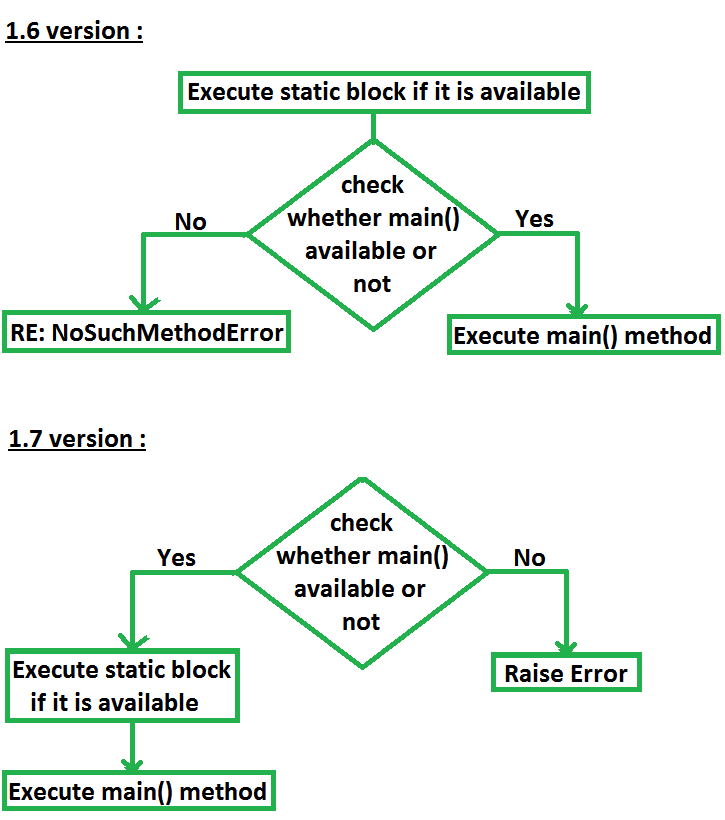 1.6 version :
Execute static block if it is available
check
whether main()
available or
not
No
Yes
RE: NoSuchMethodError
Execute main() method
1.7 version :
check
whether main()
available or
not
Yes
No
Execute static block
if it is available
Raise Error
Execute main() method